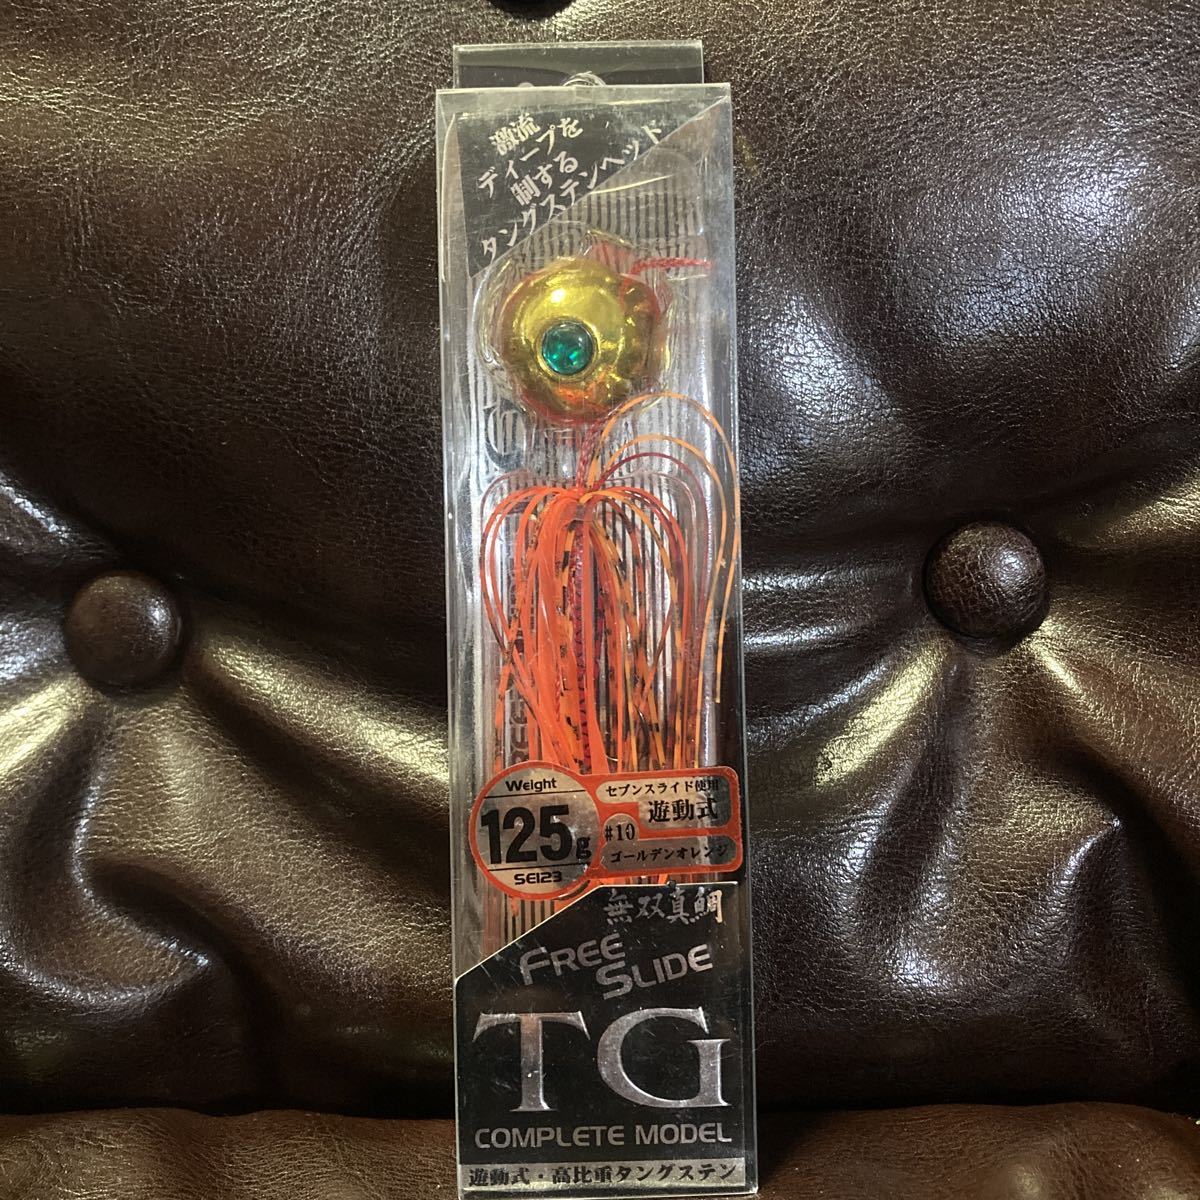 激流
ディープを
制する
タングステンヘッド
Weight
125g
SE123
セブンスライド使用
遊動式
#10
ゴールデンオレンジ
無双真鯛
FREE
SLIDE
TG
COMPLETE MODEL
遊動式・高比重タングステン